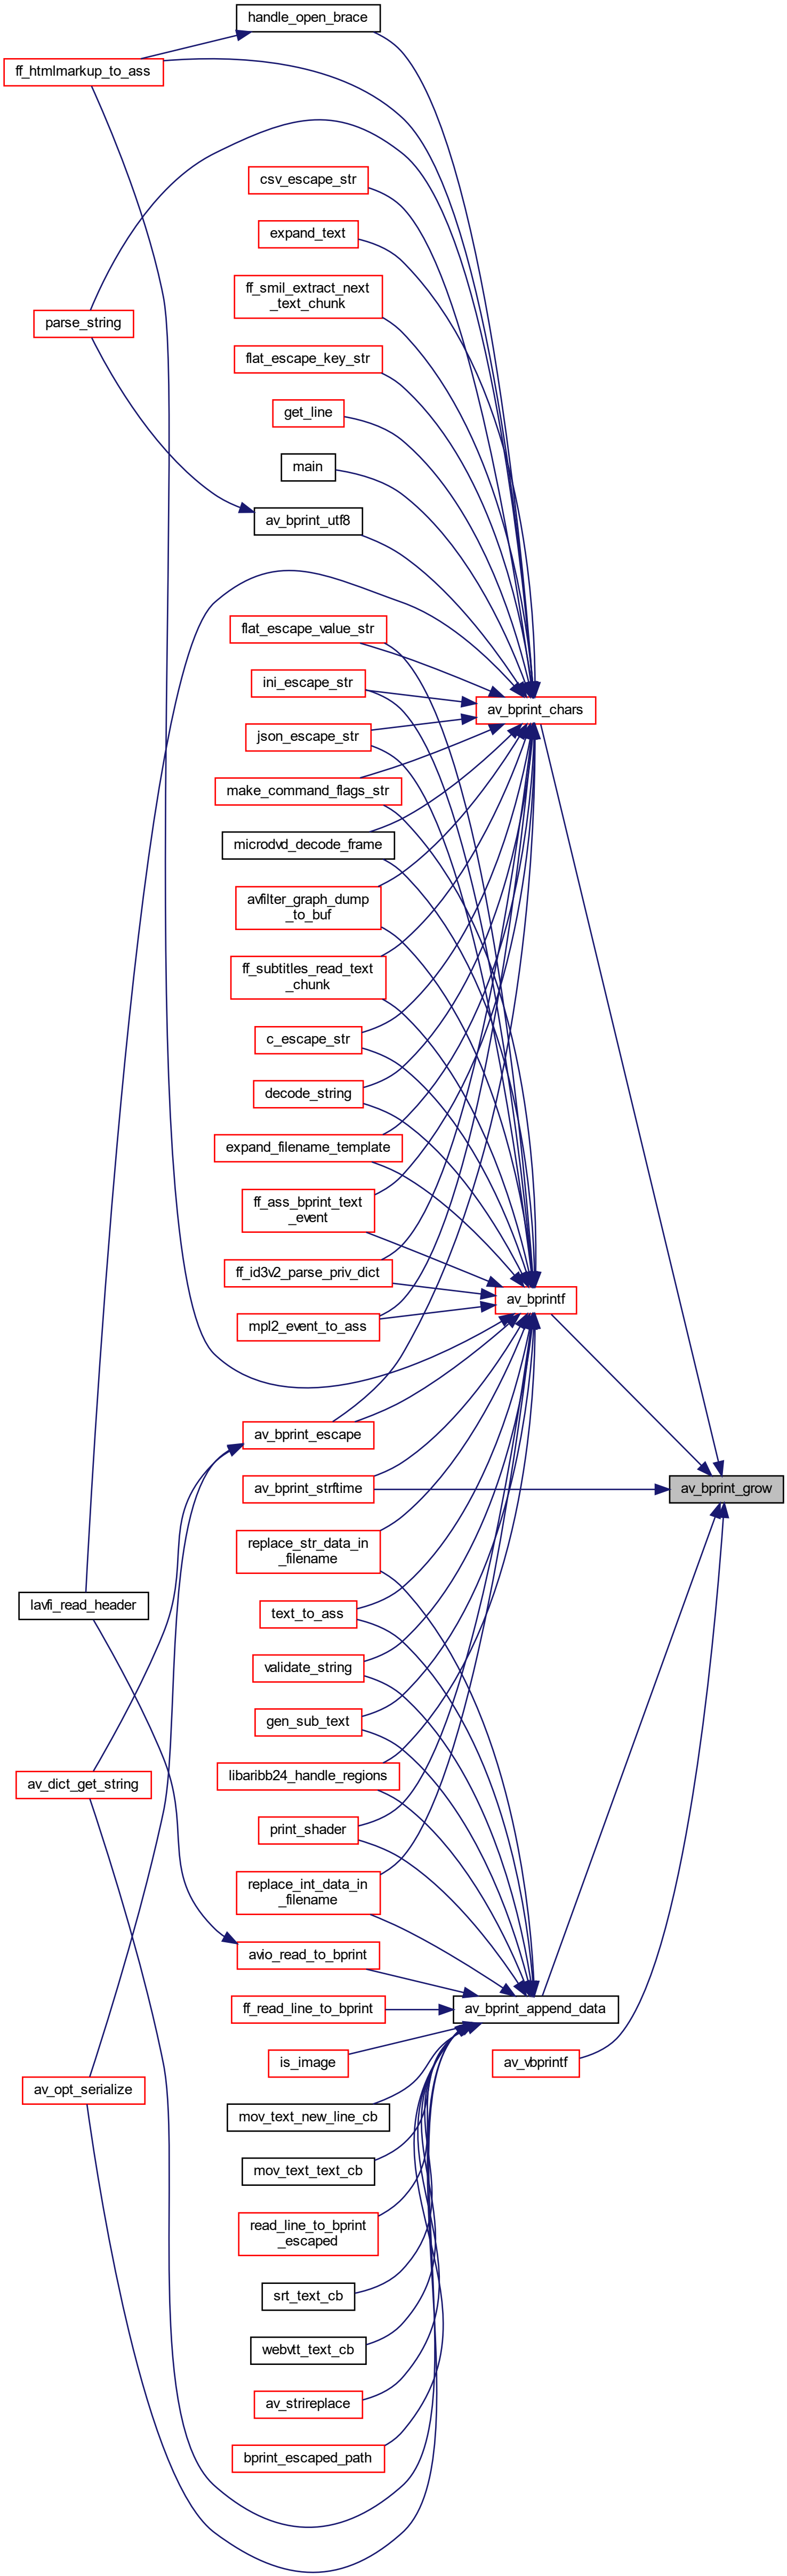 handle_open_brace
ff_htmlmarkup_to_ass
csv_escape_str
expand_text
ff_smil_extract_next
_text_chunk
parse_string
flat_escape_key_str
get_line
main
av_bprint_utf8
flat_escape_value_str
ini_escape_str
av_bprint_chars
json_escape_str
make_command_flags_str
microdvd_decode_frame
avfilter_graph_dump
_to_buf
ff_subtitles_read_text
_chunk
c_escape_str
decode_string
expand_filename_template
ff_ass_bprint_text
_event
ff_id3v2_parse_priv_dict
av_bprintf
mpl2_event_to_ass
av_bprint_escape
av_bprint_strftime
av_bprint_grow
replace_str_data_in
_filename
lavfi_read_header
text_to_ass
validate_string
gen_sub_text
libaribb24_handle_regions
av_dict_get_string
print_shader
replace_int_data_in
_filename
avio_read_to_bprint
ff_read_line_to_bprint
av_bprint_append_data
is_image
av_vbprintf
av_opt_serialize
mov_text_new_line_cb
mov_text_text_cb
read_line_to_bprint
_escaped
srt_text_cb
webvtt_text_cb
av_strireplace
bprint_escaped_path